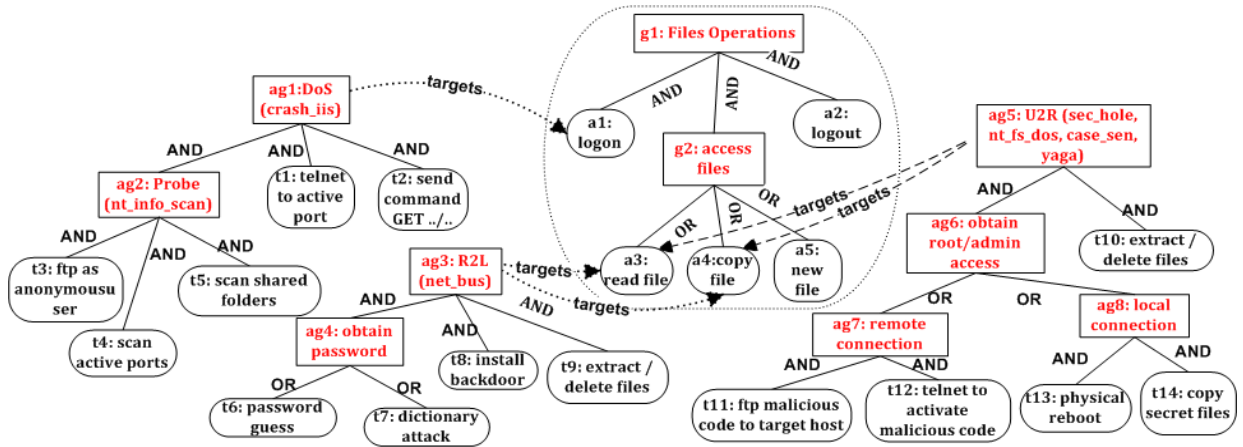 g1: Files Operations
AND
AND
AND
a1:
logon
a2:
logout
g2: access
files
OR
OR
OR
a3:
read file
a4:copy
file
a5:
new
file
targets
ag1:DoS
(crash_iis)
AND
AND
AND
ag2: Probe
(nt_info_scan)
t1: telnet
to active
port
t2: send
command
GET ../..
AND
AND
AND
t3: ftp as
anonymousu
ser
t4: scan
active ports
t5: scan shared
folders
ag3: R2L
(net_bus)
targets
targets
AND
AND
AND
ag4: obtain
password
t8: install
backdoor
t9: extract /
delete files
OR
OR
t6: password
guess
t7: dictionary
attack
ag5: U2R (sec_hole,
nt_fs_dos, case_sen,
yaga)
targets
targets
AND
AND
ag6: obtain
root/admin
access
t10: extract /
delete files
OR
OR
ag7: remote
connection
ag8: local
connection
AND
AND
AND
AND
t11: ftp malicious
code to target host
t12: telnet to
activate
malicious code
t13: physical
reboot
t14: copy
secret files